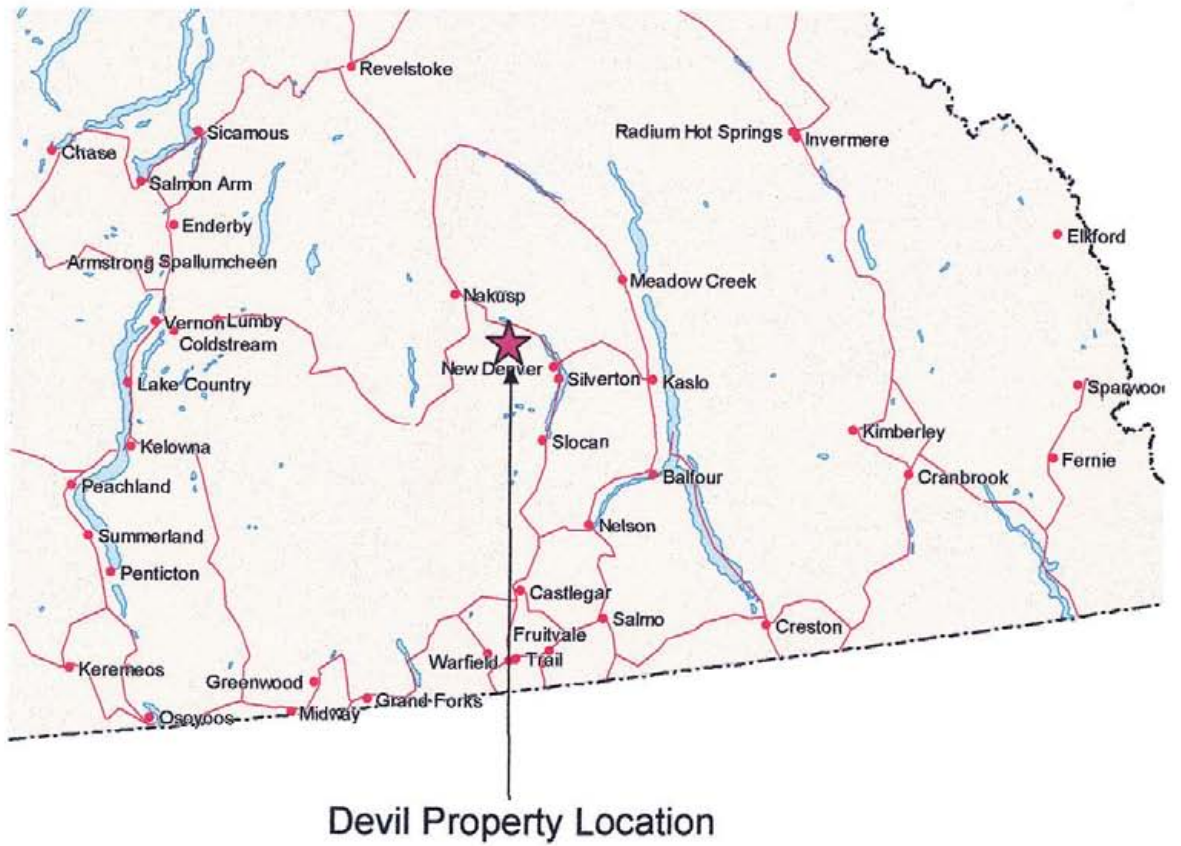 Revelstoke
Sicamous
Radium Hot Springs
Invermere
Chase
Salmon Arm
Enderby
Elkford
Armstrong Spallumcheen
Meadow Creek
Nakusp
Vernon Lumby
Coldstream
New Denver
Silverton
Kaslo
Lake Country
Sparwoo
Kimberley
Slocan
Kelowna
Fernie
Balfour
Cranbrook
Peachland
Nelson
Summerland
Penticton
Castlegar
Salmo
Creston
Fruitvale
Warfield
Trail
Keremeos
Greenwood
Grand Forks
Midway
Osoyoos
Devil Property Location